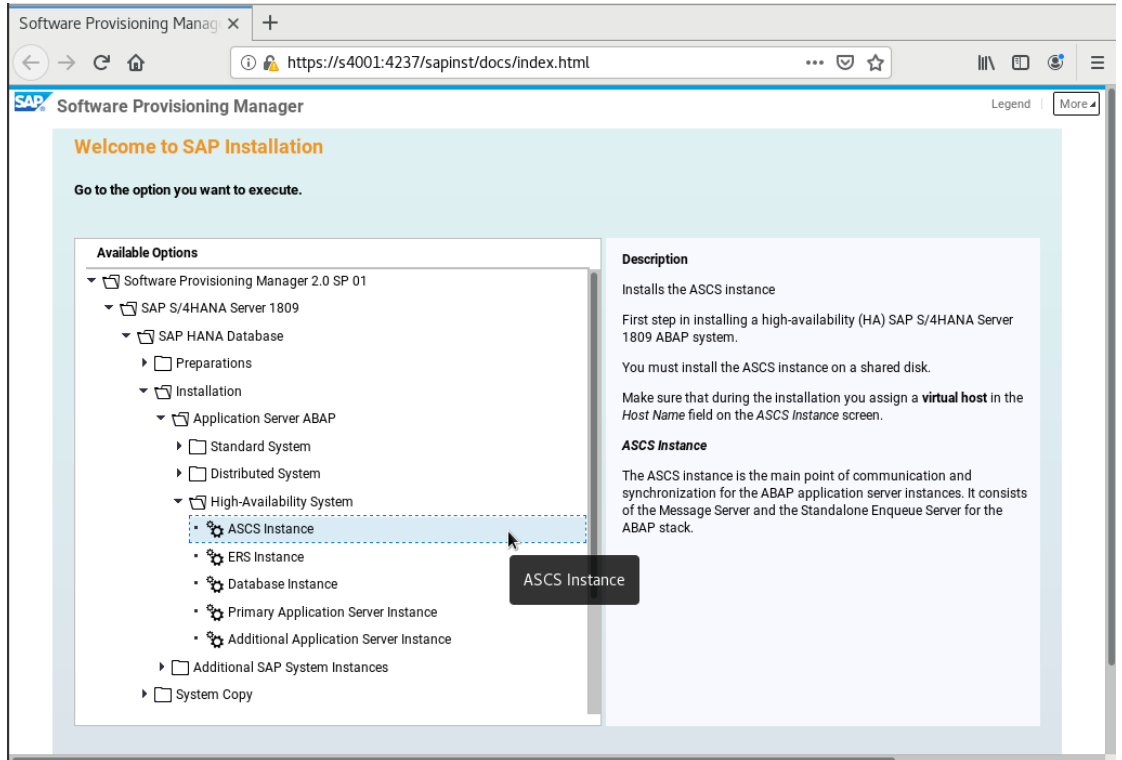 Software Provisioning Manag
https://s4001:4237/sapinst/docs/index.html
SAP Software Provisioning Manager
Legend
More
Welcome to SAP Installation
Go to the option you want to execute.
Available Options
Software Provisioning Manager 2.0 SP 01
SAP S/4HANA Server 1809
SAP HANA Database
Preparations
Installation
Application Server ABAP
Standard System
Distributed System
High-Availability System
ASCS Instance
ERS Instance
Database Instance
Primary Application Server Instance
Additional Application Server Instance
Additional SAP System Instances
System Copy
Description
Installs the ASCS instance
First step in installing a high-availability (HA) SAP S/4HANA Server
1809 ABAP system.
You must install the ASCS instance on a shared disk.
Make sure that during the installation you assign a virtual host in the
Host Name field on the ASCS Instance screen.
ASCS Instance
The ASCS instance is the main point of communication and
synchronization for the ABAP application server instances. It consists
of the Message Server and the Standalone Enqueue Server for the
ABAP stack.
ASCS Instance